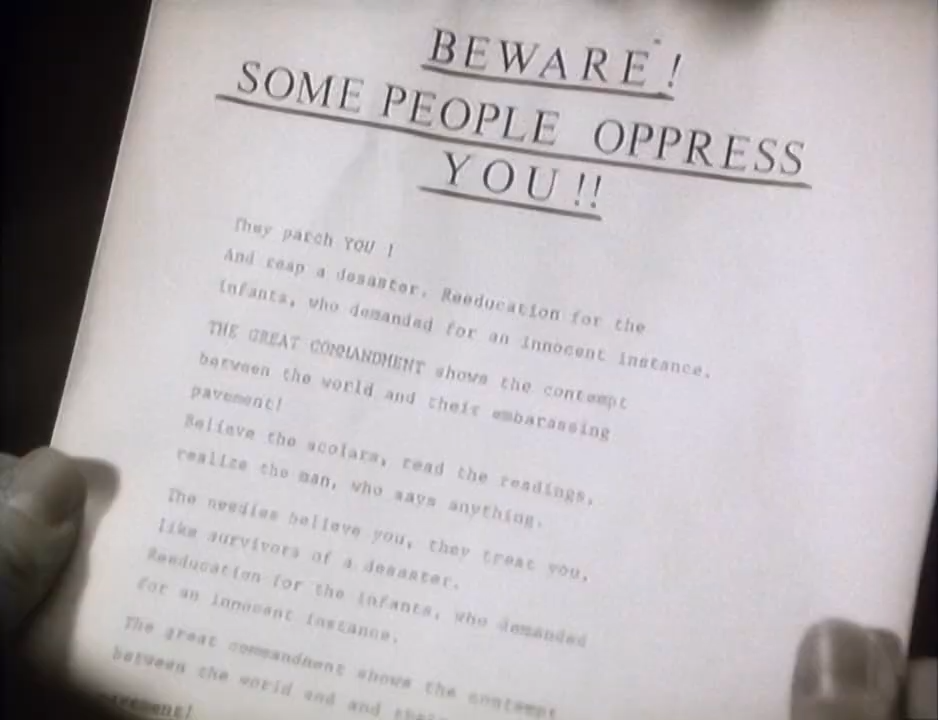 BEWARE !
SOME PEOPLE OPPRESS
YOU !!
They patch YOU !
And reap a desaster. Reeducation for the
infants, who demanded for an innocent instance.
THE GREAT COMMANDMENT shows the contempt
between the world and their embarassing
pavement!
Believe the scolars, read the readings,
realize the man, who says anything.
The needles believe you, they treat you,
like survivors of a desaster.
Reeducation for the infants, who demanded
for an innocent instance.
The great commandment shows the contempt
between the world and and their